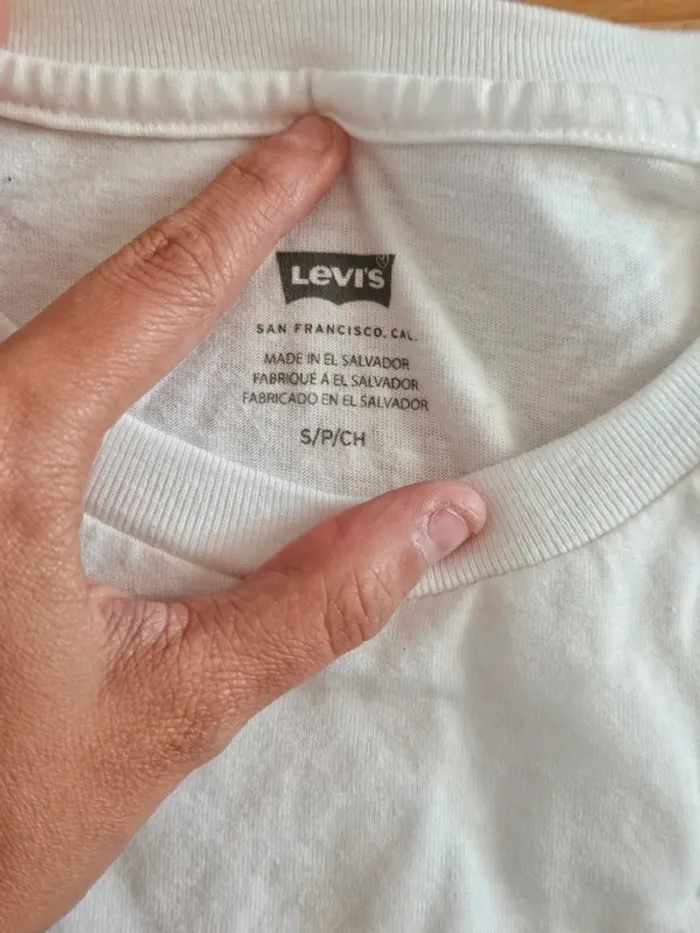 LEVI'S
SAN FRANCISCO, CAL.
MADE IN EL SALVADOR
FABRIQUÉ À EL SALVADOR
FABRICADO EN EL SALVADOR
S/P/CH